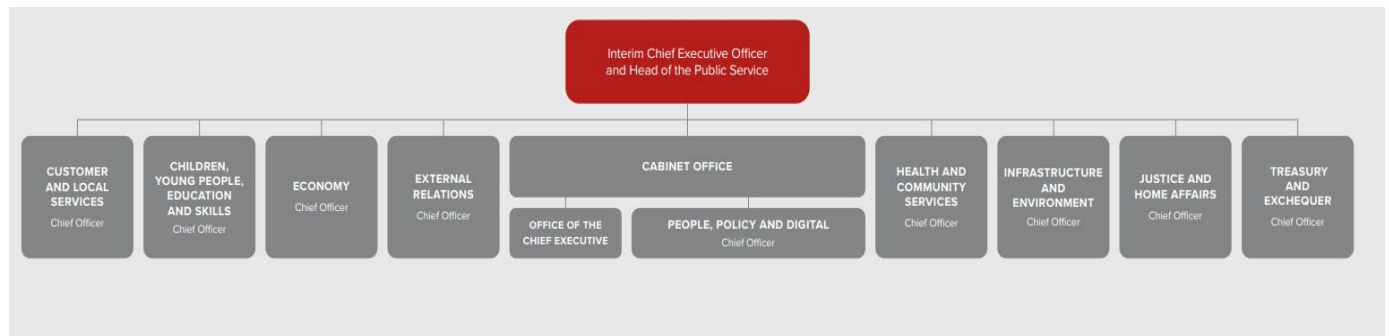 Interim Chief Executive Officer
and Head of the Public Service
CUSTOMER
AND LOCAL
SERVICES
Chief Officer
CHILDREN,
YOUNG PEOPLE,
EDUCATION
AND SKILLS
Chief Officer
ECONOMY
Chief Officer
EXTERNAL
RELATIONS
Chief Officer
CABINET OFFICE
OFFICE OF THE
CHIEF EXECUTIVE
PEOPLE, POLICY AND DIGITAL
Chief Officer
HEALTH AND
COMMUNITY
SERVICES
Chief Officer
INFRASTRUCTURE
AND
ENVIRONMENT
Chief Officer
JUSTICE AND
HOME AFFAIRS
Chief Officer
TREASURY
AND
EXCHEQUER
Chief Officer